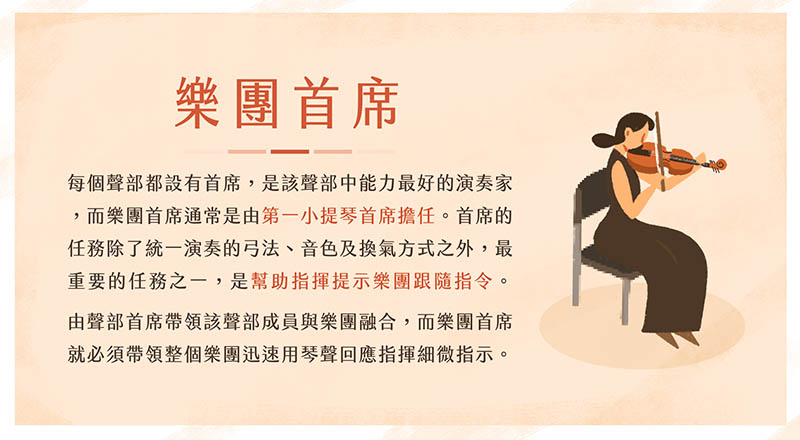 樂團首席
每個聲部都設有首席，是該聲部中能力最好的演奏家
，而樂團首席通常是由第一小提琴首席擔任。首席的
任務除了統一演奏的弓法、音色及換氣方式之外，最
重要的任務之一，是幫助指揮提示樂團跟隨指令。
由聲部首席帶領該聲部成員與樂團融合，而樂團首席
就必須帶領整個樂團迅速用琴聲回應指揮細微指示。